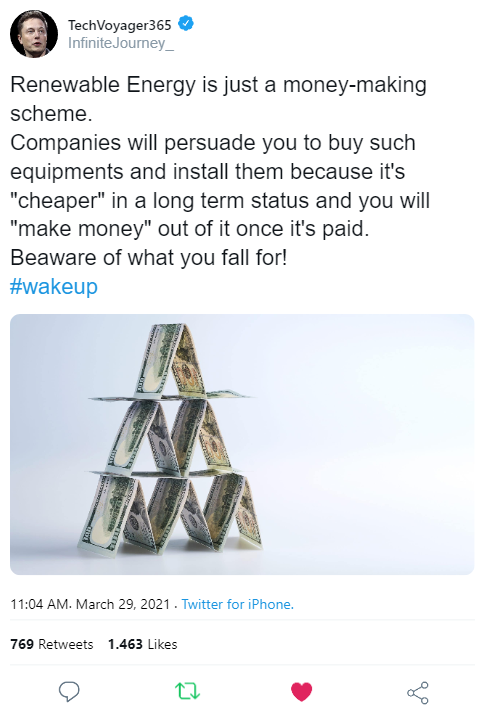 TechVoyager365
InfiniteJourney_
Renewable Energy is just a money-making
scheme.
Companies will persuade you to buy such
equipments and install them because it's
"cheaper" in a long term status and you will
"make money" out of it once it's paid.
Beaware of what you fall for!
#wakeup
11:04 AM· March 29, 2021 · Twitter for iPhone.
769 Retweets 1.463 Likes